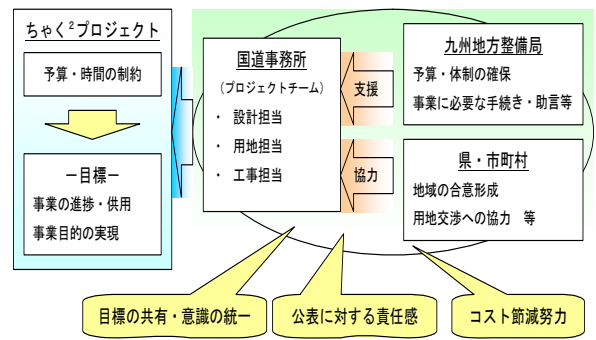 ちゃく²プロジェクト
予算・時間の制約
－目標－
事業の進捗・供用
事業目的の実現
国道事務所
（プロジェクトチーム）
・ 設計担当
・ 用地担当
・ 工事担当
支援
協力
九州地方整備局
予算・体制の確保
事業に必要な手続き・助言等
県・市町村
地域の合意形成
用地交渉への協力　等
目標の共有・意識の統一
公表に対する責任感
コスト節減努力